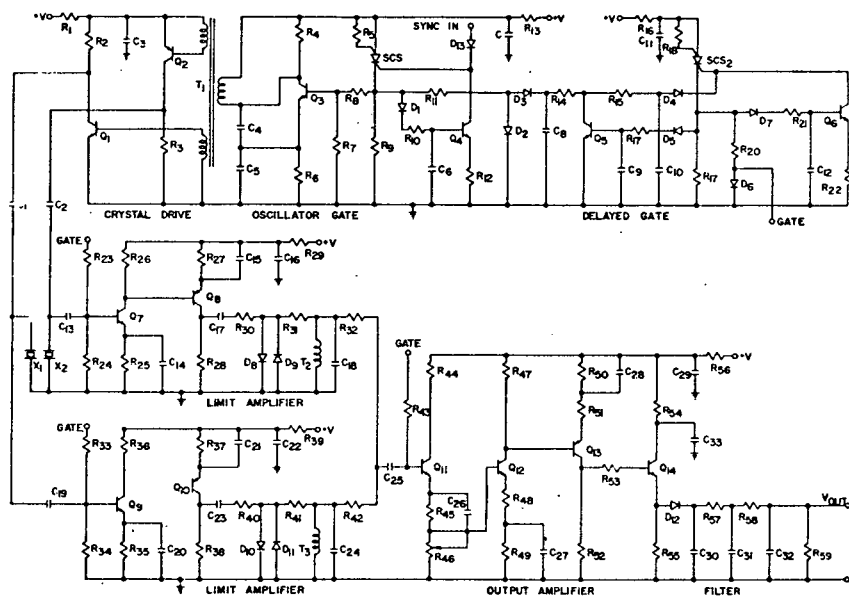 +V R1 R2 C3 Q2 T1 R4 R5 SCS SYNC IN D13 C +V R13 +V R16 C11 R18 SCS2
Q1 R3 C4 Q3 R8 D1 R11 D3 R14 R15 D4
R10 Q4 Q5 R17 D5 D7 R21 Q6
C2 C5 R6 R7 R9 C6 R12 D2 C8 C9 C10 R17 R20 D6 C12 R22
CRYSTAL DRIVE OSCILLATOR GATE DELAYED GATE GATE
GATE R23 R26 R27 C15 C16 R29 +V
C13 Q7 Q8 C17 R30 R31 R32
X1 X2 R24 R25 C14 R28 D8 D9 T2 C18
LIMIT AMPLIFIER
GATE R43 R44 R47 R50 C28 C29 R56 +V
R51 R54 C33
GATE R33 R36 R37 C21 C22 R39 +V
C19 Q9 Q10 C23 R40 R41 R42
C25 Q11 Q12 Q13 R53 Q14
R45 C26 R48 D12 R57 R58 VOUT
R34 R35 C20 R38 D10 D11 T3 C24
R46 R49 C27 R52 R55 C30 C31 C32 R59
LIMIT AMPLIFIER OUTPUT AMPLIFIER FILTER